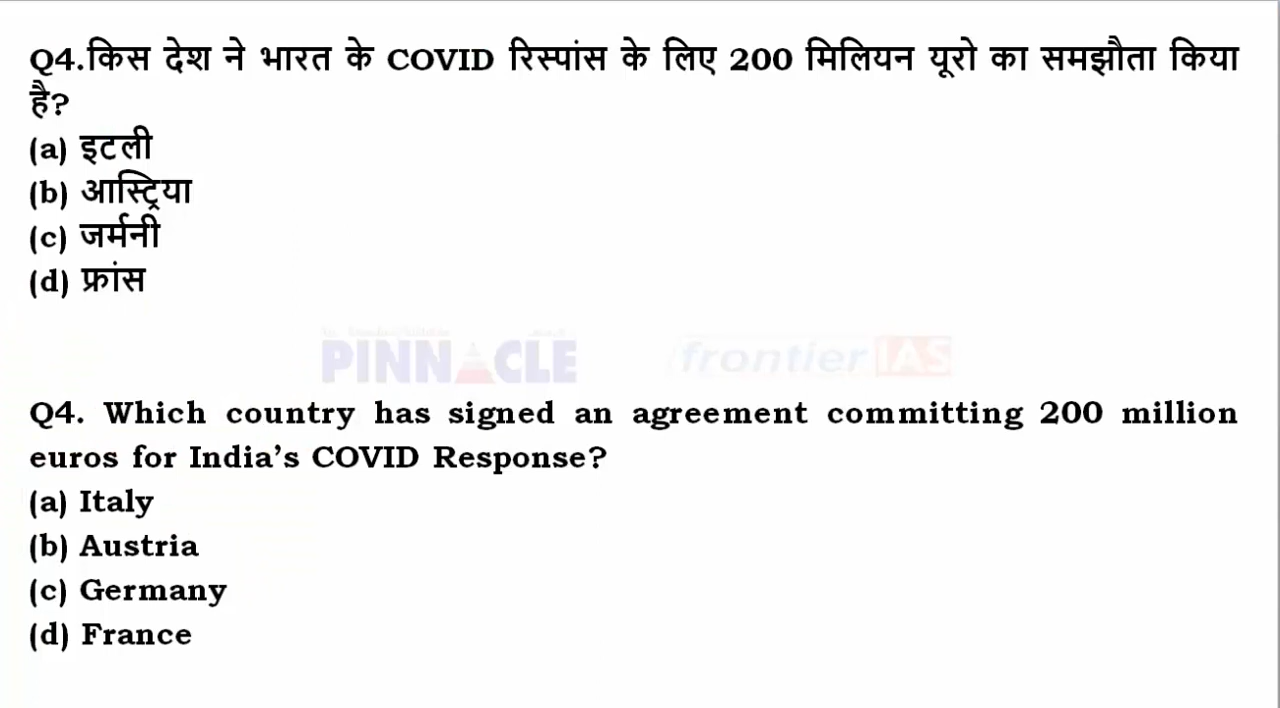 Q4.किस देश ने भारत के COVID रिस्पांस के लिए 200 मिलियन यूरो का समझौता किया
है?
(a) इटली
(b) आस्ट्रिया
(c) जर्मनी
(d) फ्रांस
PINNACLE frontier IAS
Q4. Which country has signed an agreement committing 200 million
euros for India’s COVID Response?
(a) Italy
(b) Austria
(c) Germany
(d) France